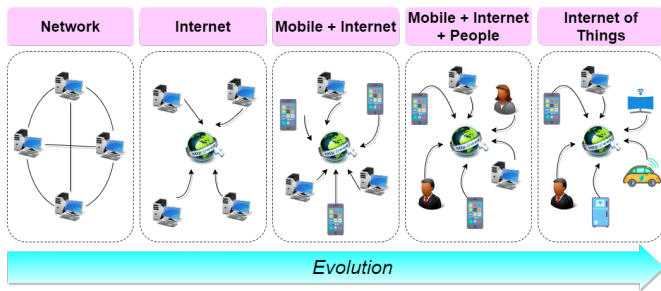 Network
Internet
Mobile + Internet
Mobile + Internet
+ People
Internet of
Things
Evolution